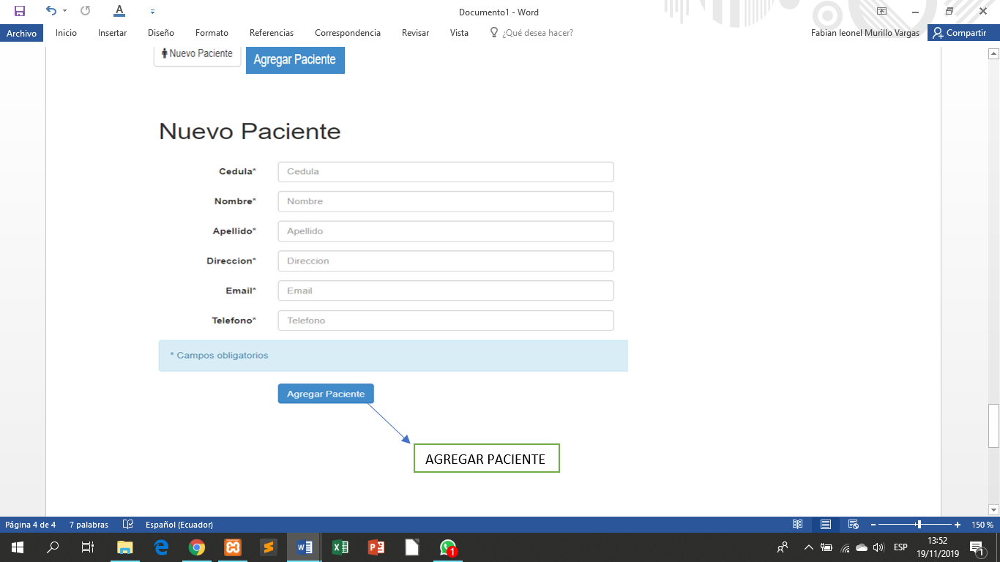 Documento1 - Word
Archivo Inicio Insertar Diseño Formato Referencias Correspondencia Revisar Vista ¿Qué desea hacer? Fabian leonel Murillo Vargas Compartir
Nuevo Paciente Agregar Paciente
Nuevo Paciente
Cedula* Cedula
Nombre* Nombre
Apellido* Apellido
Direccion* Direccion
Email* Email
Telefono* Telefono
* Campos obligatorios
Agregar Paciente
AGREGAR PACIENTE
Página 4 de 4 7 palabras Español (Ecuador) 150 %
ESP 13:52
19/11/2019
1
1